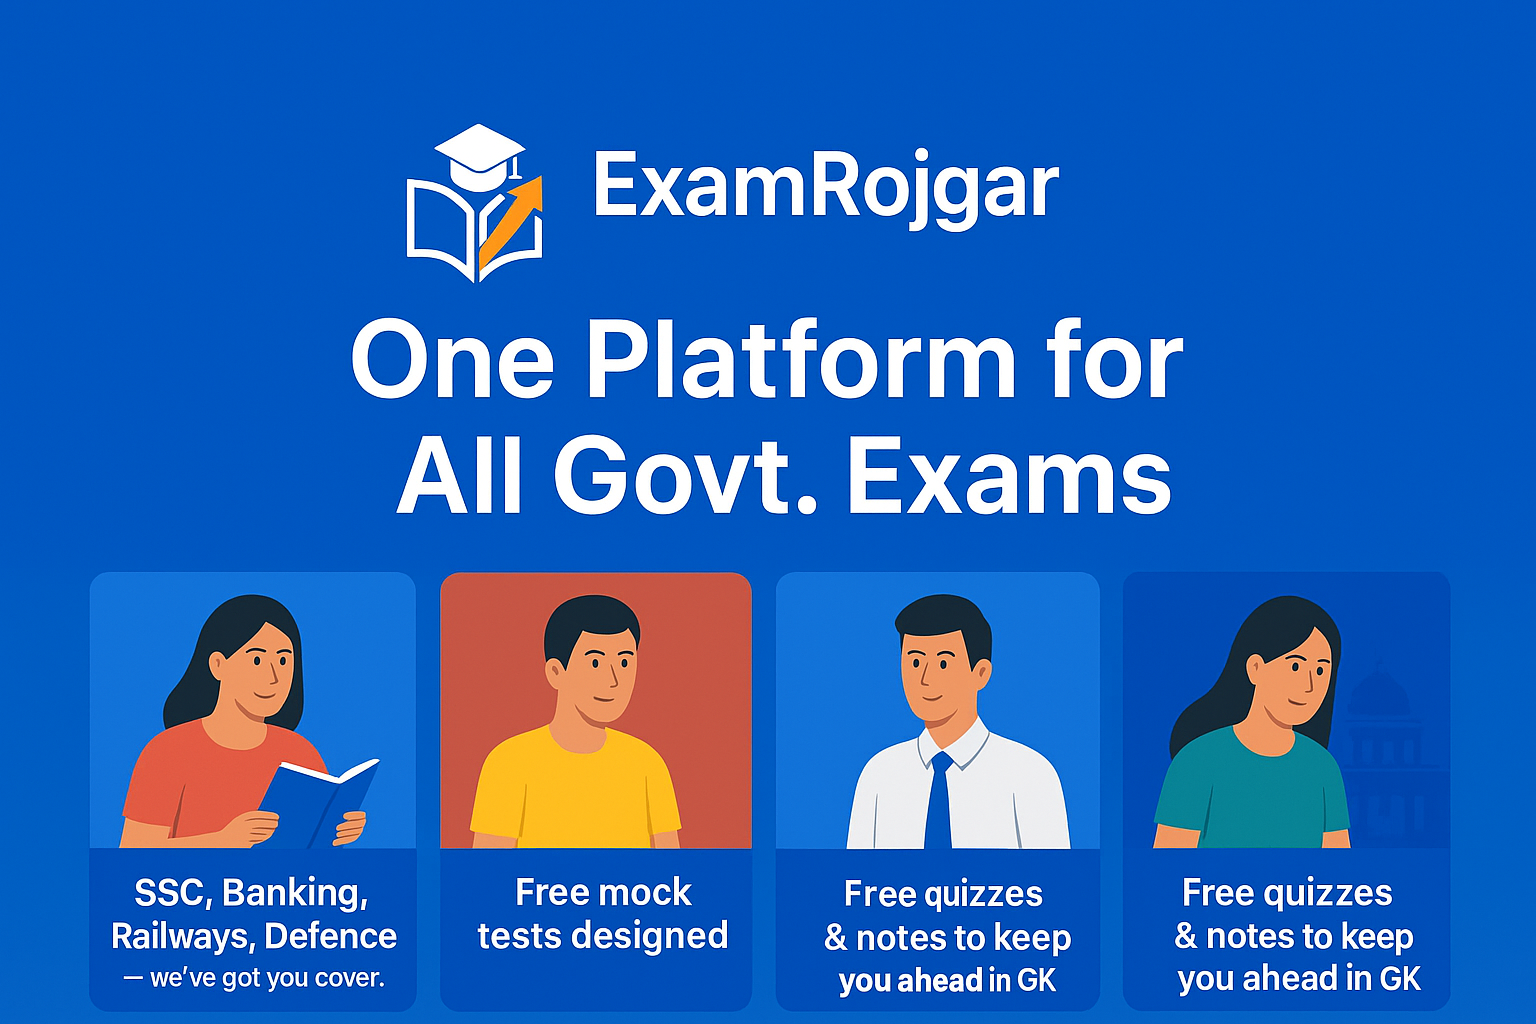 ExamRojgar
One Platform for
All Govt. Exams
SSC, Banking,
Railways, Defence
— we've got you cover.
Free mock
tests designed
Free quizzes
& notes to keep
you ahead in GK
Free quizzes
& notes to keep
you ahead in GK